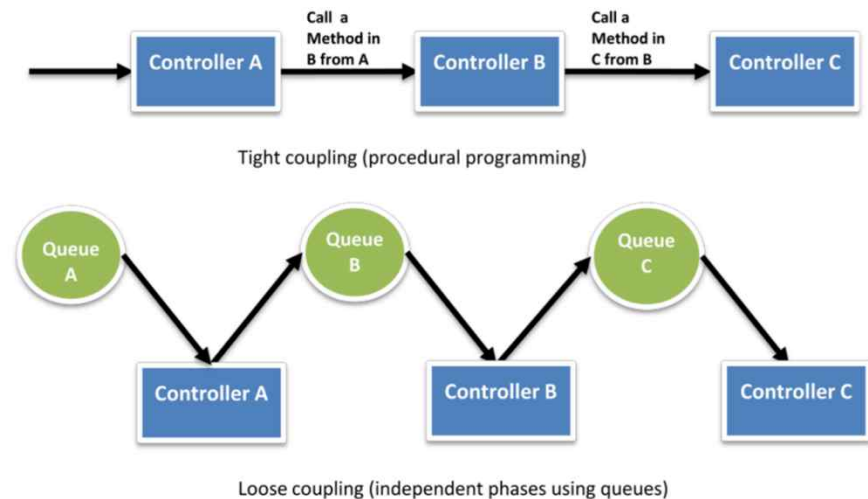 Controller A
Call a
Method in
B from A
Controller B
Call a
Method in
C from B
Controller C
Tight coupling (procedural programming)
Queue
A
Queue
B
Queue
C
Controller A
Controller B
Controller C
Loose coupling (independent phases using queues)